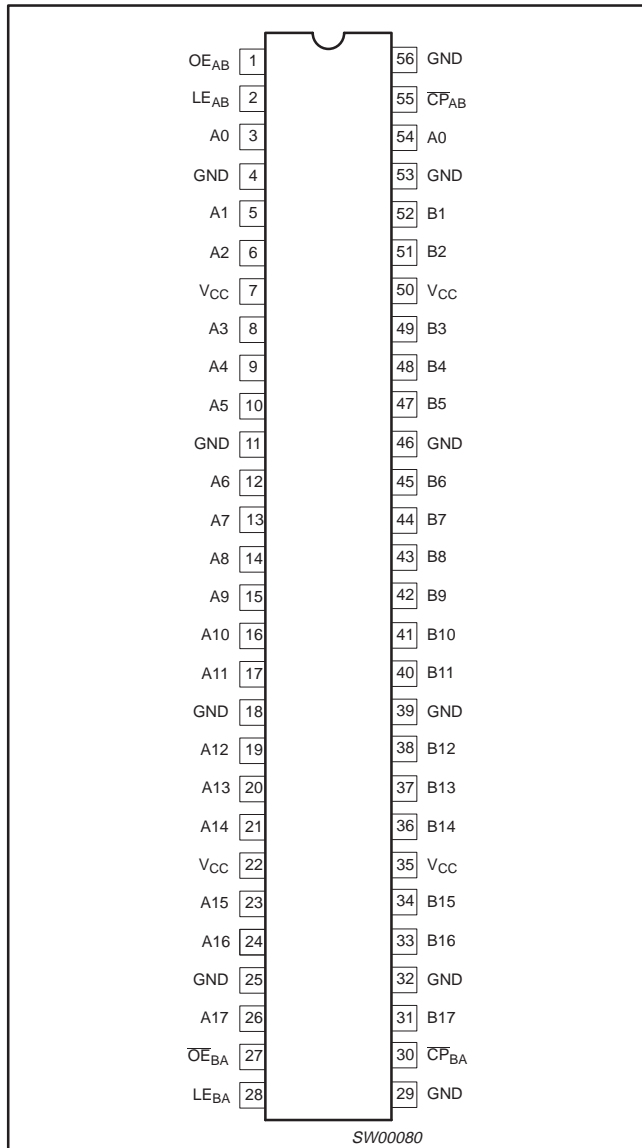 OEAB 1 56 GND
LEAB 2 55 C̅P̅AB
A0 3 54 A0
GND 4 53 GND
A1 5 52 B1
A2 6 51 B2
VCC 7 50 VCC
A3 8 49 B3
A4 9 48 B4
A5 10 47 B5
GND 11 46 GND
A6 12 45 B6
A7 13 44 B7
A8 14 43 B8
A9 15 42 B9
A10 16 41 B10
A11 17 40 B11
GND 18 39 GND
A12 19 38 B12
A13 20 37 B13
A14 21 36 B14
VCC 22 35 VCC
A15 23 34 B15
A16 24 33 B16
GND 25 32 GND
A17 26 31 B17
O̅E̅BA 27 30 C̅P̅BA
LEBA 28 29 GND
SW00080